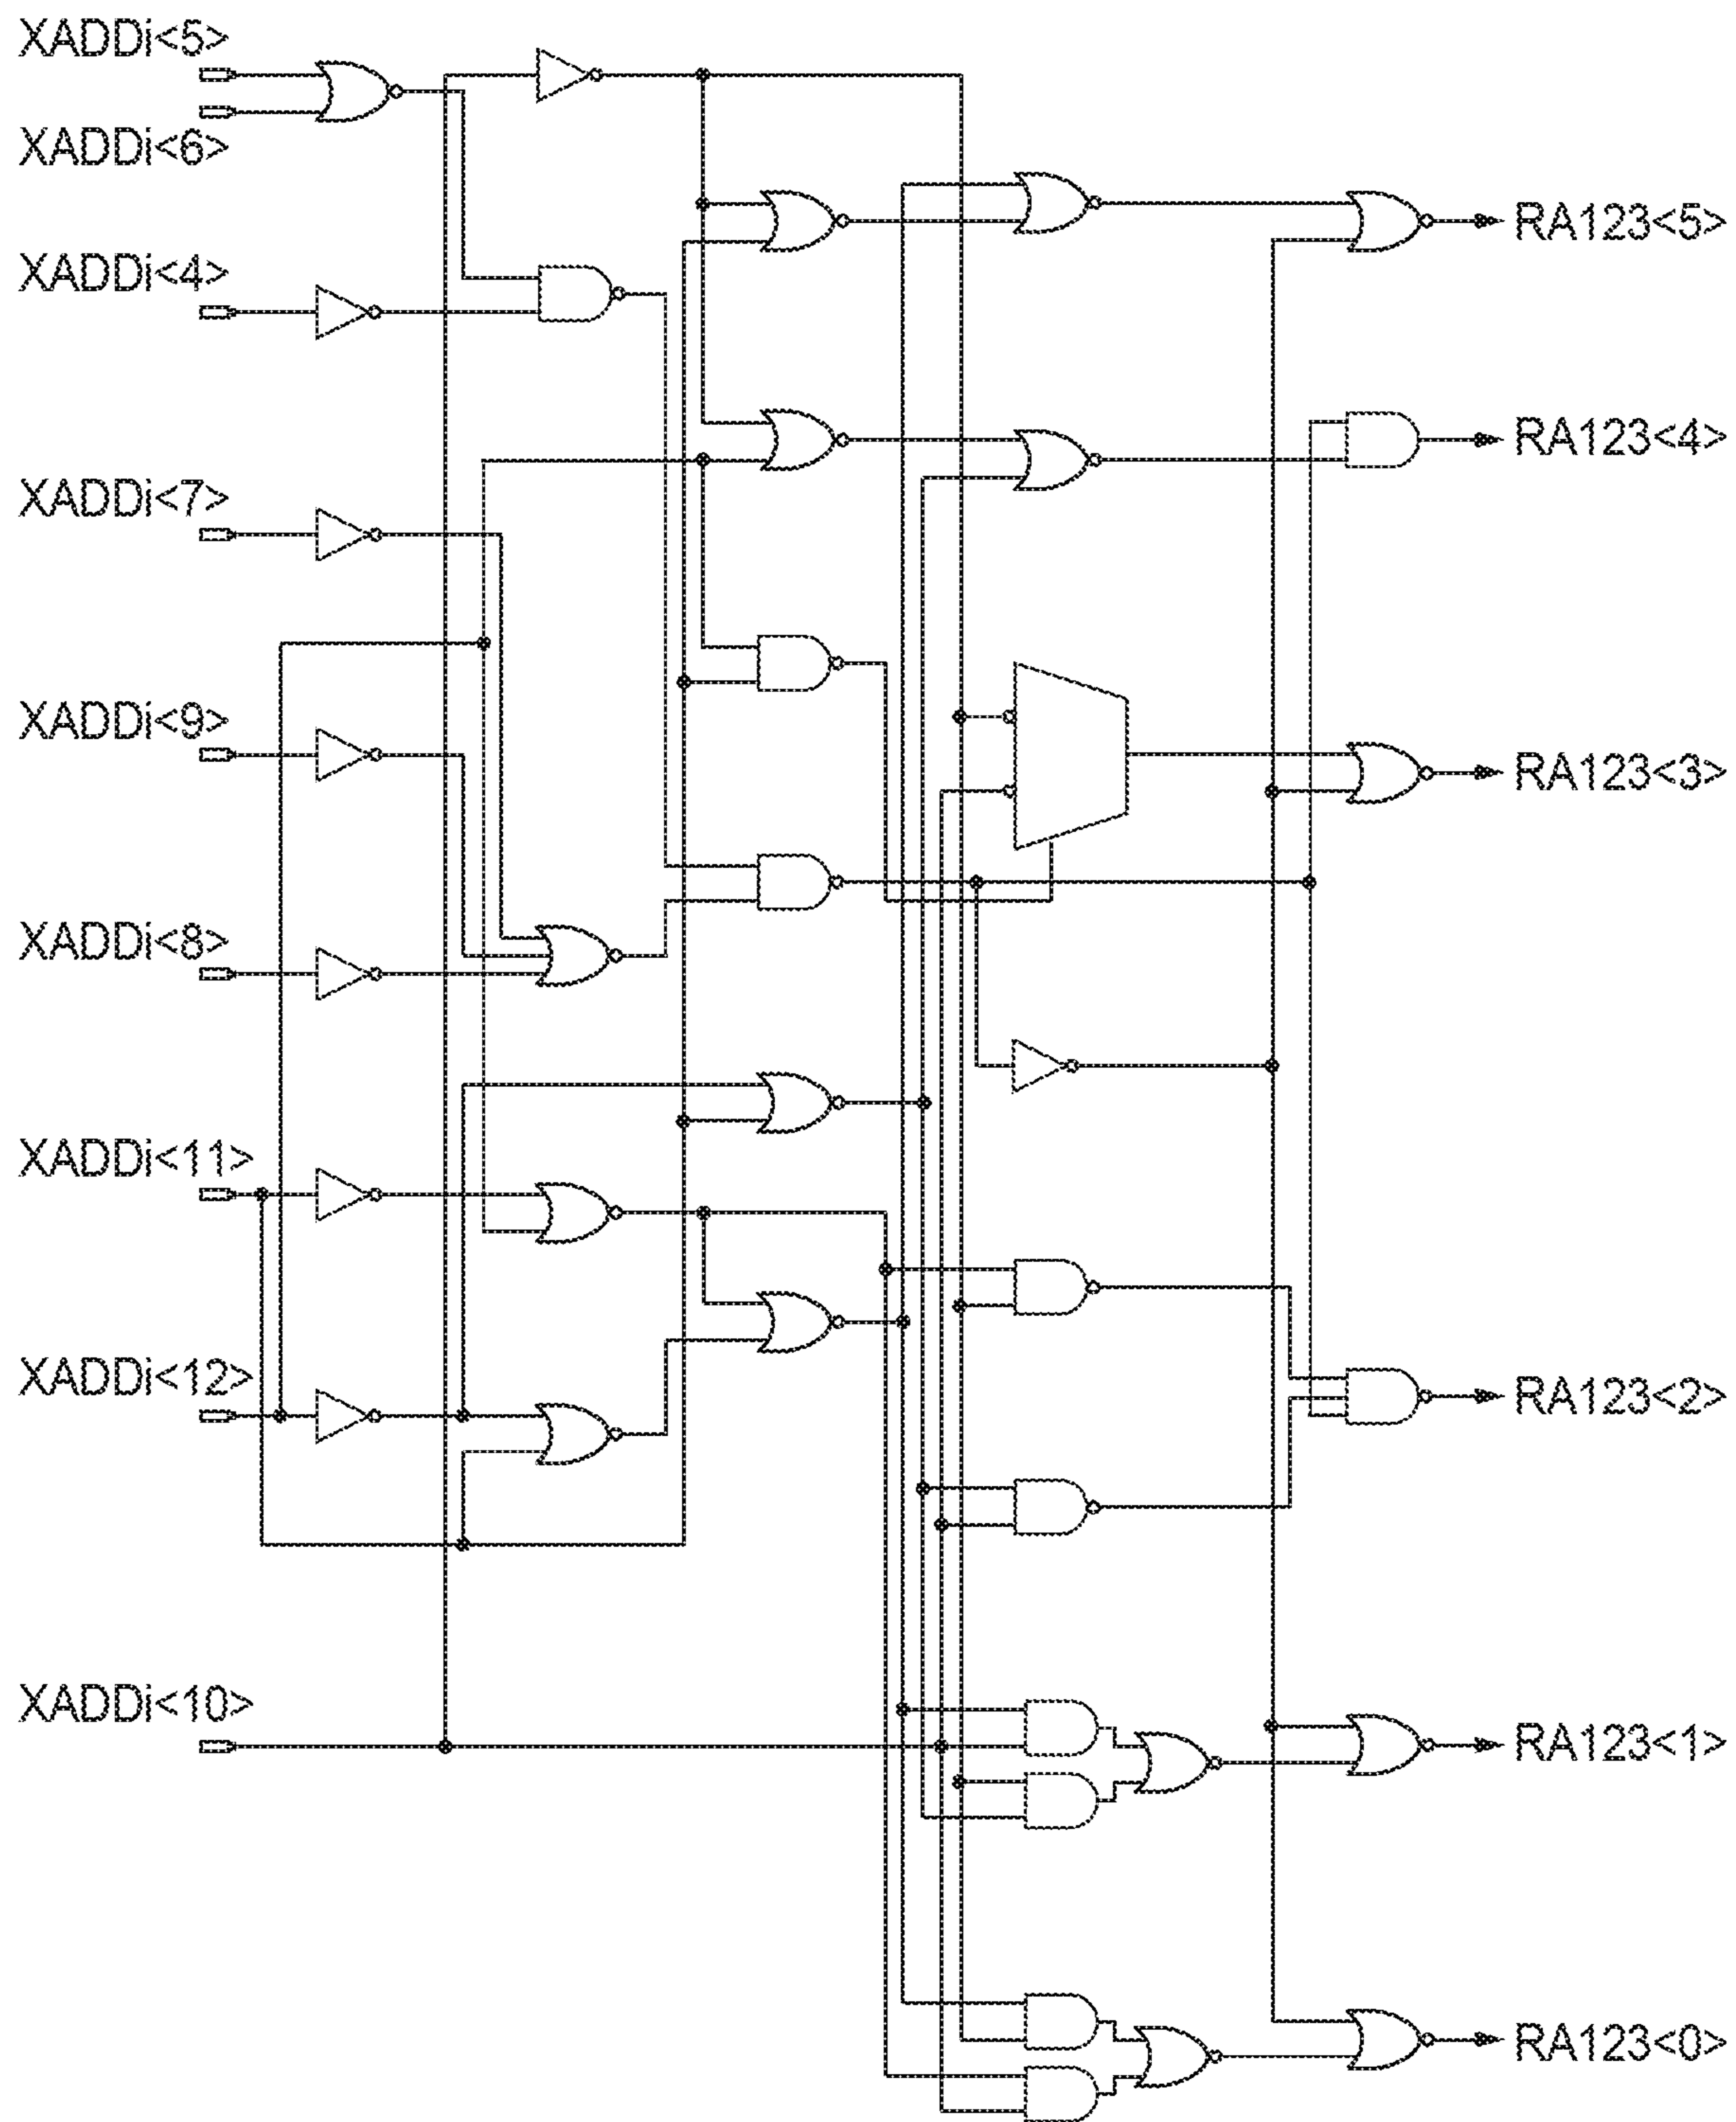 XADDi<5>
XADDi<6>
XADDi<4>
XADDi<7>
XADDi<9>
XADDi<8>
XADDi<11>
XADDi<12>
XADDi<10>
RA123<5>
RA123<4>
RA123<3>
RA123<2>
RA123<1>
RA123<0>